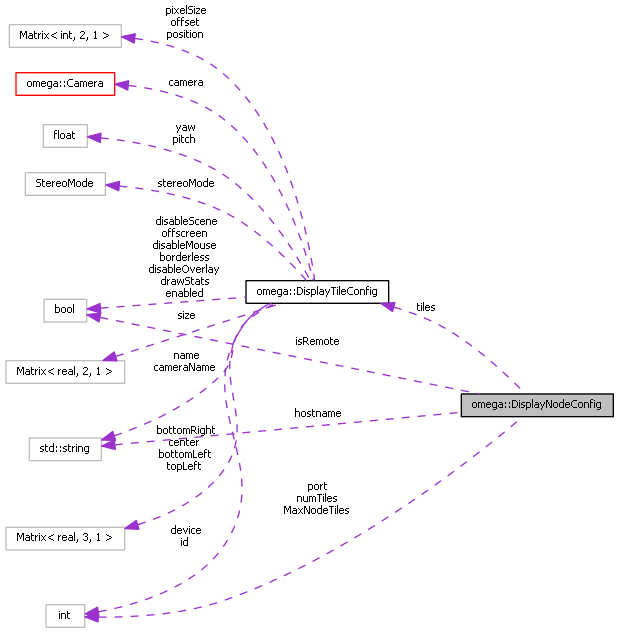 pixelSize
offset
position
Matrix< int, 2, 1 >
omega::Camera
camera
yaw
pitch
float
StereoMode
stereoMode
disableScene
offscreen
disableMouse
borderless
disableOverlay
drawStats
enabled
omega::DisplayTileConfig
bool
size
tiles
isRemote
Matrix< real, 2, 1 >
name
cameraName
omega::DisplayNodeConfig
hostname
std::string
bottomRight
center
bottomLeft
topLeft
port
numTiles
MaxNodeTiles
Matrix< real, 3, 1 >
device
id
int